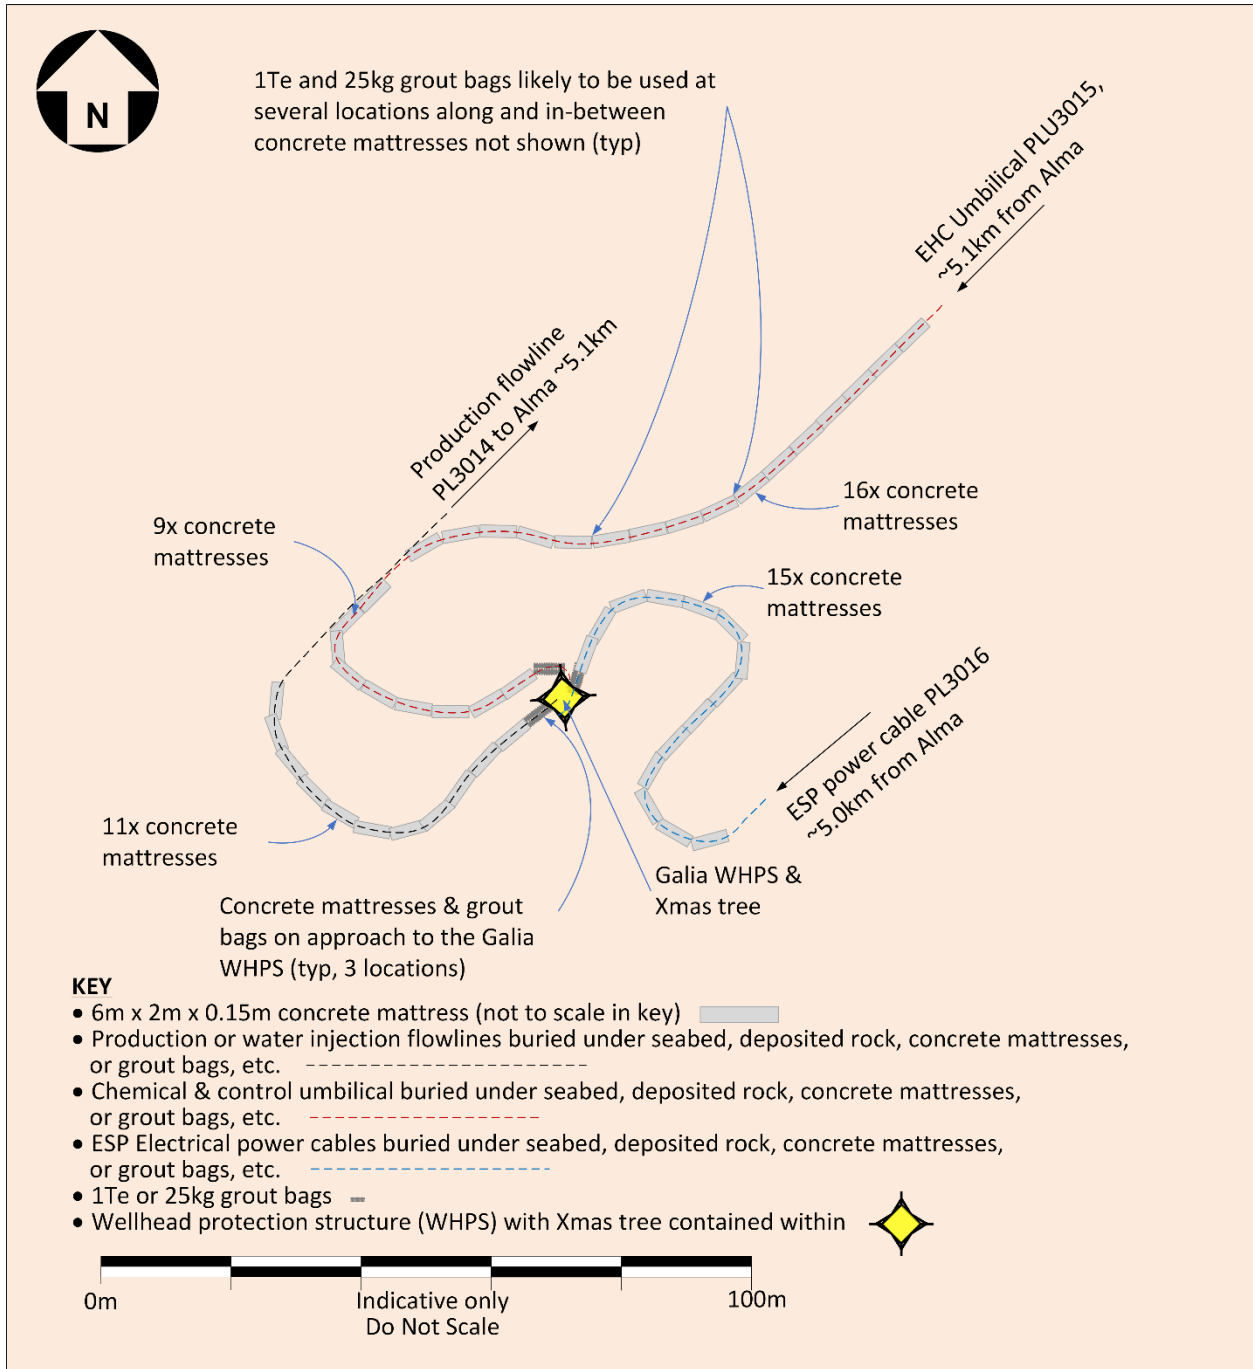 N
1Te and 25kg grout bags likely to be used at
several locations along and in-between
concrete mattresses not shown (typ)
EHC Umbilical PLU3015,
~5.1km from Alma
Production flowline
PL3014 to Alma ~5.1km
9x concrete
mattresses
16x concrete
mattresses
15x concrete
mattresses
ESP power cable PL3016
~5.0km from Alma
11x concrete
mattresses
Galia WHPS &
Xmas tree
Concrete mattresses & grout
bags on approach to the Galia
WHPS (typ, 3 locations)
KEY
• 6m x 2m x 0.15m concrete mattress (not to scale in key)
• Production or water injection flowlines buried under seabed, deposited rock, concrete mattresses,
or grout bags, etc.
• Chemical & control umbilical buried under seabed, deposited rock, concrete mattresses,
or grout bags, etc.
• ESP Electrical power cables buried under seabed, deposited rock, concrete mattresses,
or grout bags, etc.
• 1Te or 25kg grout bags
• Wellhead protection structure (WHPS) with Xmas tree contained within
0m
Indicative only
100m
Do Not Scale